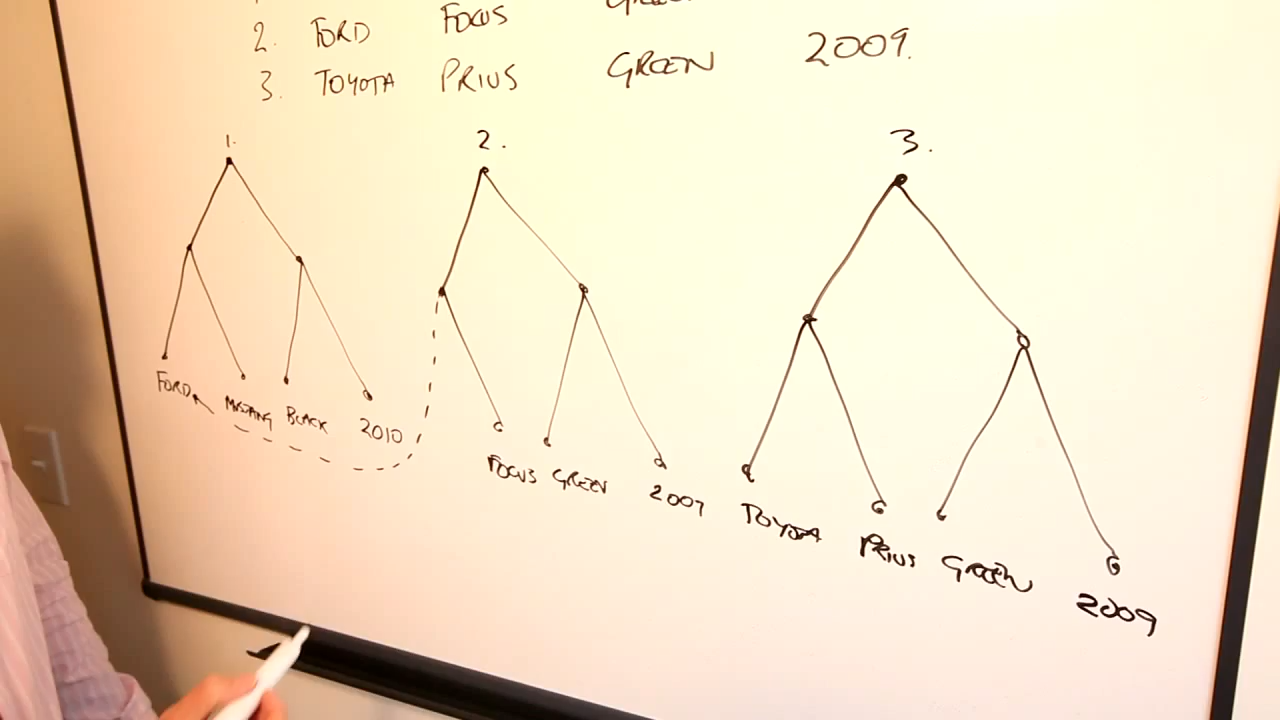 2. FORD FOCUS GREEN
3. TOYOTA PRIUS GREEN 2009.
1. 2. 3.
FORD MUSTANG BLACK 2010 FOCUS GREEN 2007 TOYOTA PRIUS GREEN 2009